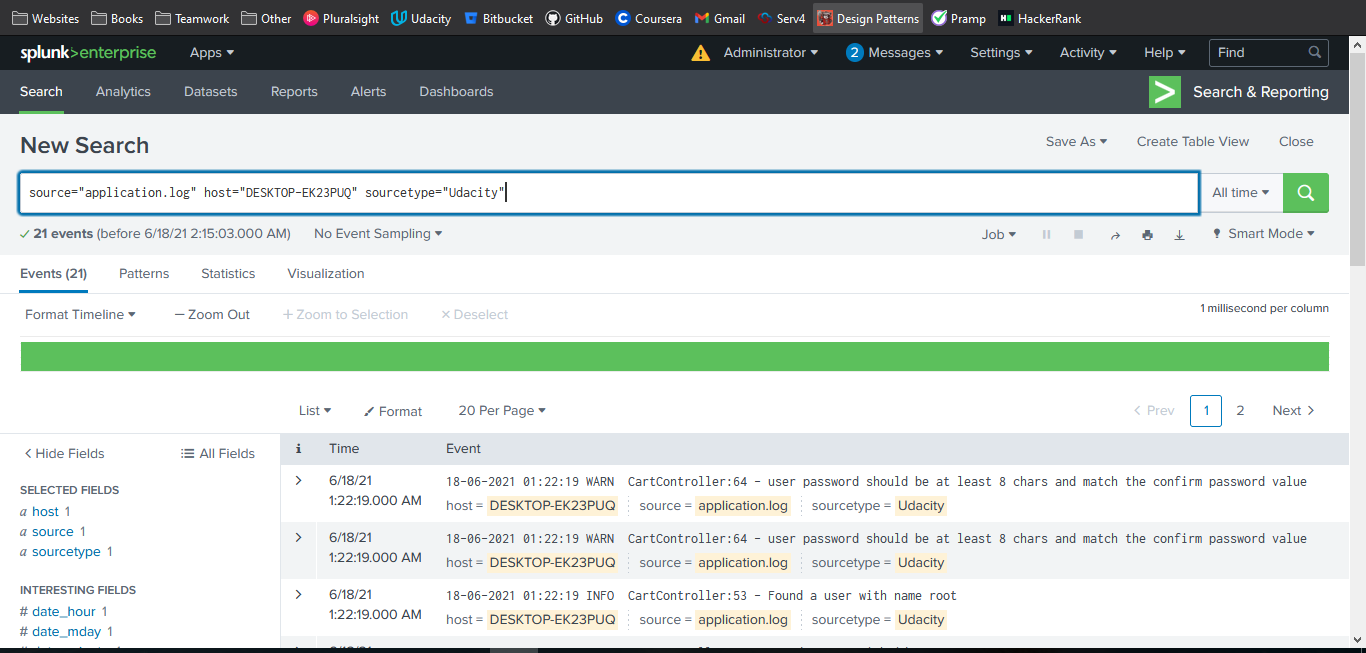 Websites Books Teamwork Other Pluralsight Udacity Bitbucket GitHub Coursera Gmail Serv4 Design Patterns Pramp HackerRank
splunk>enterprise Apps Administrator 2 Messages Settings Activity Help Find
Search Analytics Datasets Reports Alerts Dashboards Search & Reporting
New Search Save As Create Table View Close
source="application.log" host="DESKTOP-EK23PUQ" sourcetype="Udacity" All time
21 events (before 6/18/21 2:15:03.000 AM) No Event Sampling Job Smart Mode
Events (21) Patterns Statistics Visualization
Format Timeline — Zoom Out + Zoom to Selection × Deselect 1 millisecond per column
List Format 20 Per Page < Prev 1 2 Next >
< Hide Fields All Fields i Time Event
SELECTED FIELDS
a host 1
a source 1
a sourcetype 1
INTERESTING FIELDS
# date_hour 1
# date_mday 1
> 6/18/21 18-06-2021 01:22:19 WARN CartController:64 - user password should be at least 8 chars and match the confirm password value
1:22:19.000 AM host = DESKTOP-EK23PUQ source = application.log sourcetype = Udacity
> 6/18/21 18-06-2021 01:22:19 WARN CartController:64 - user password should be at least 8 chars and match the confirm password value
1:22:19.000 AM host = DESKTOP-EK23PUQ source = application.log sourcetype = Udacity
> 6/18/21 18-06-2021 01:22:19 INFO CartController:53 - Found a user with name root
1:22:19.000 AM host = DESKTOP-EK23PUQ source = application.log sourcetype = Udacity